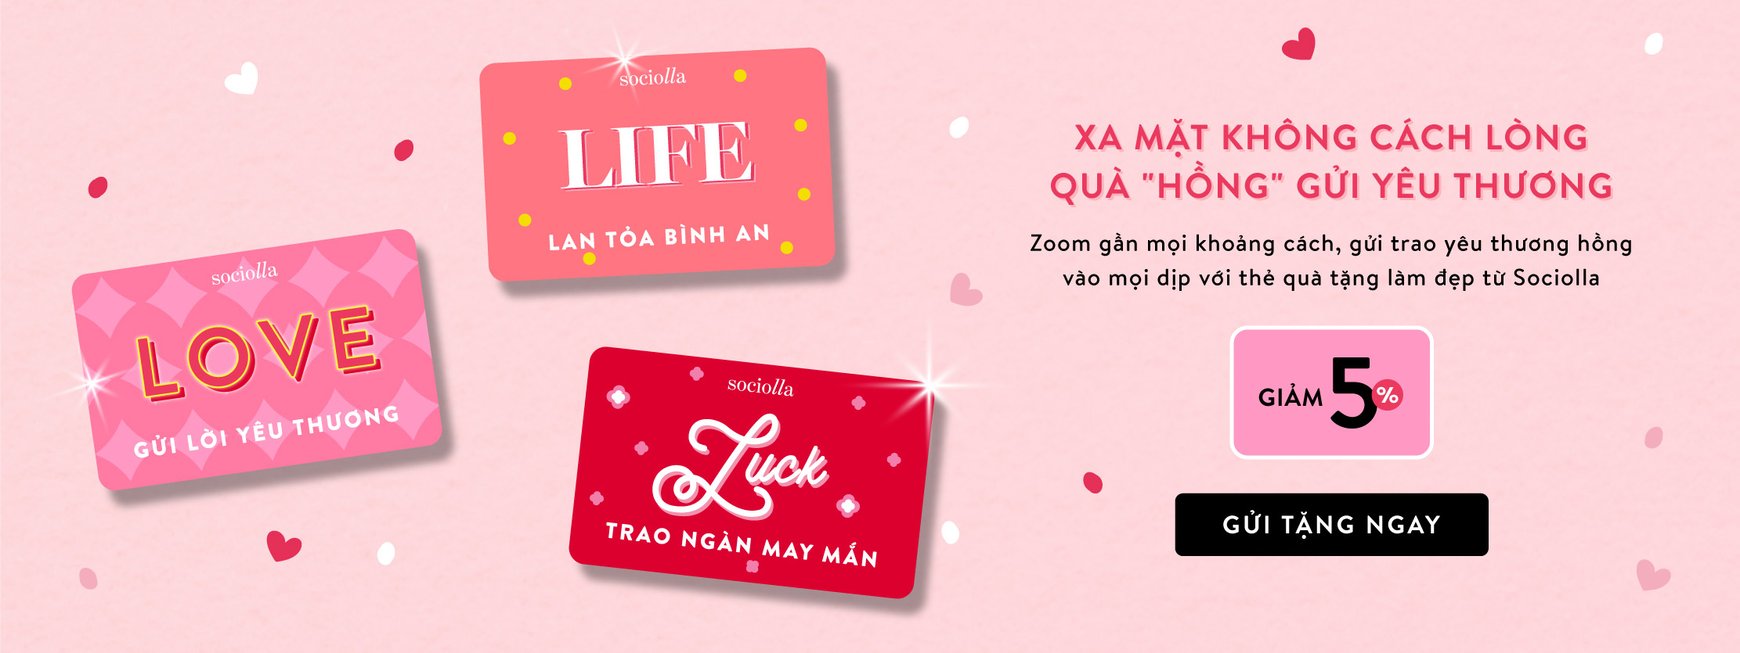 sociolla
LIFE
LAN TỎA BÌNH AN
sociolla
LOVE
GỬI LỜI YÊU THƯƠNG
sociolla
Luck
TRAO NGÀN MAY MẮN
XA MẶT KHÔNG CÁCH LÒNG
QUÀ "HỒNG" GỬI YÊU THƯƠNG
Zoom gần mọi khoảng cách, gửi trao yêu thương hồng
vào mọi dịp với thẻ quà tặng làm đẹp từ Sociolla
GIẢM 5%
GỬI TẶNG NGAY